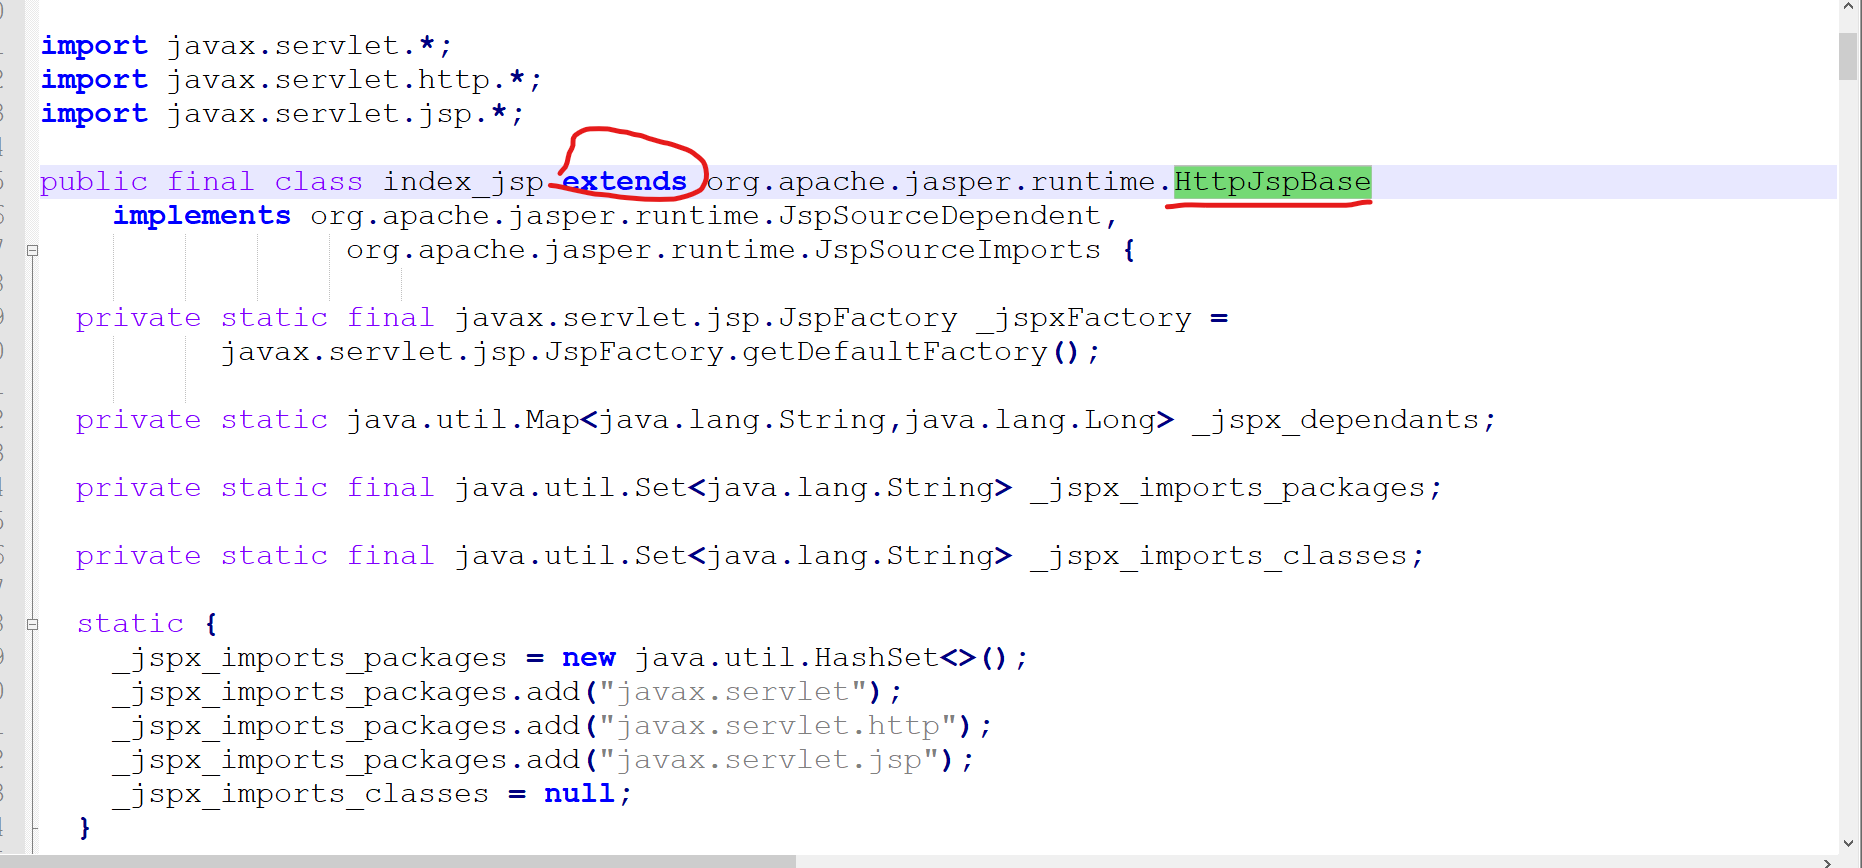 import javax.servlet.*;
import javax.servlet.http.*;
import javax.servlet.jsp.*;
public final class index_jsp extends org.apache.jasper.runtime.HttpJspBase
implements org.apache.jasper.runtime.JspSourceDependent,
org.apache.jasper.runtime.JspSourceImports {
private static final javax.servlet.jsp.JspFactory _jspxFactory =
javax.servlet.jsp.JspFactory.getDefaultFactory();
private static java.util.Map<java.lang.String,java.lang.Long> _jspx_dependants;
private static final java.util.Set<java.lang.String> _jspx_imports_packages;
private static final java.util.Set<java.lang.String> _jspx_imports_classes;
static {
_jspx_imports_packages = new java.util.HashSet<>();
_jspx_imports_packages.add("javax.servlet");
_jspx_imports_packages.add("javax.servlet.http");
_jspx_imports_packages.add("javax.servlet.jsp");
_jspx_imports_classes = null;
}